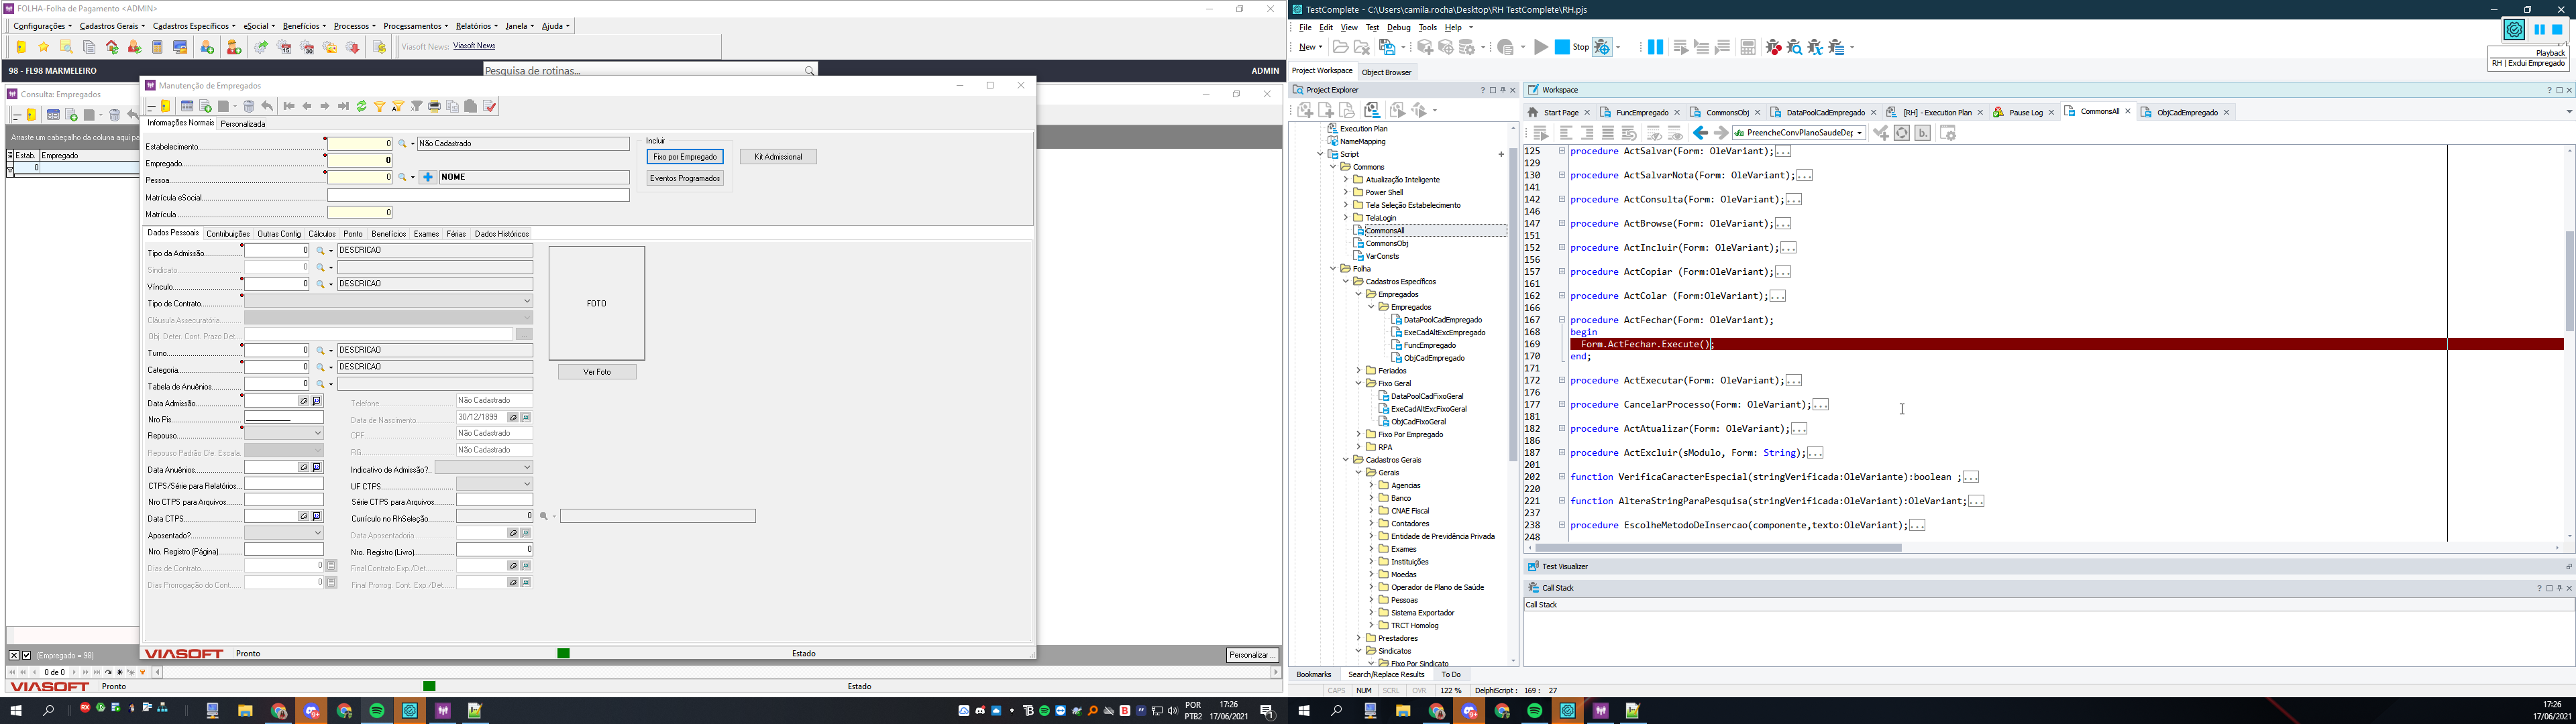 FOLHA-Folha de Pagamento <ADMIN>
Configurações Cadastros Gerais Cadastros Específicos eSocial Benefícios Processos Processamentos Relatórios Janela Ajuda
Viasoft News: Viasoft News
98 - FL98 MARMELEIRO
Pesquisa de rotinas...
ADMIN
Consulta: Empregados
Arraste um cabeçalho da coluna aqui pa
Estab. Empregado
0
Manutenção de Empregados
Informações Normais Personalizada
Estabelecimento 0 Não Cadastrado
Empregado 0
Pessoa 0 NOME
Matrícula eSocial
Matrícula 0
Incluir
Fixo por Empregado
Kit Admissional
Eventos Programados
Dados Pessoais Contribuições Outras Config Cálculos Ponto Benefícios Exames Férias Dados Históricos
Tipo da Admissão 0 DESCRICAO
Sindicato 0
Vínculo 0 DESCRICAO
Tipo de Contrato
Cláusula Assecuratória
Obj. Deter. Cont. Prazo Det. ...
Turno 0 DESCRICAO
Categoria 0 DESCRICAO
Tabela de Anuênios 0
FOTO
Ver Foto
Data Admissão Telefone Não Cadastrado
Nro Pis Data de Nascimento 30/12/1899
Repouso CPF Não Cadastrado
Repouso Padrão Cfe. Escala RG Não Cadastrado
Data Anuênios Indicativo de Admissão?
CTPS/Série para Relatórios UF CTPS
Nro CTPS para Arquivos Série CTPS para Arquivos
Data CTPS Currículo no RhSeleção 0
Aposentado? Data Aposentadoria
Nro. Registro (Página) Nro. Registro (Livro) 0
Dias de Contrato 0 Final Contrato Exp./Det.
Dias Prorrogação do Cont. 0 Final Prorrog. Cont. Exp./Det.
VIASOFT Pronto Estado
(Empregado = 98)
Personalizar ...
0 de 0
VIASOFT Pronto Estado
POR
PTB2
17:26
17/06/2021
TestComplete - C:\Users\camila.rocha\Desktop\RH TestComplete\RH.pjs
File Edit View Test Debug Tools Help
New
Stop
Playback
RH | Exclui Empregado
Project Workspace Object Browser
Project Explorer
Execution Plan
NameMapping
Script
Commons
Atualização Inteligente
Power Shell
Tela Seleção Estabelecimento
TelaLogin
CommonsAll
CommonsObj
VarConsts
Folha
Cadastros Específicos
Empregados
Empregados
DataPoolCadEmpregado
ExeCadAltExcEmpregado
FuncEmpregado
ObjCadEmpregado
Feriados
Fixo Geral
DataPoolCadFixoGeral
ExeCadAltExcFixoGeral
ObjCadFixoGeral
Fixo Por Empregado
RPA
Cadastros Gerais
Gerais
Agencias
Banco
CNAE Fiscal
Contadores
Entidade de Previdência Privada
Exames
Instituições
Moedas
Operador de Plano de Saúde
Pessoas
Sistema Exportador
TRCT Homolog
Prestadores
Sindicatos
Fixo Por Sindicato
Bookmarks Search/Replace Results To Do
Workspace
Start Page FuncEmpregado CommonsObj DataPoolCadEmpregado [RH] - Execution Plan Pause Log CommonsAll ObjCadEmpregado
PreencheConvPlanoSaudeDep
125 procedure ActSalvar(Form: OleVariant);...
129
130 procedure ActSalvarNota(Form: OleVariant);...
141
142 procedure ActConsulta(Form: OleVariant);...
146
147 procedure ActBrowse(Form: OleVariant);...
151
152 procedure ActIncluir(Form: OleVariant);...
156
157 procedure ActCopiar (Form:OleVariant);...
161
162 procedure ActColar (Form:OleVariant);...
166
167 procedure ActFechar(Form: OleVariant);
168 begin
169 Form.ActFechar.Execute();
170 end;
171
172 procedure ActExecutar(Form: OleVariant);...
176
177 procedure CancelarProcesso(Form: OleVariant);...
181
182 procedure ActAtualizar(Form: OleVariant);...
186
187 procedure ActExcluir(sModulo, Form: String);...
201
202 function VerificaCaracterEspecial(stringVerificada:OleVariante):boolean ;...
220
221 function AlteraStringParaPesquisa(stringVerificada:OleVariant):OleVariant;...
237
238 procedure EscolheMetodoDeInsercao(componente,texto:OleVariant);...
248
Test Visualizer
Call Stack
Call Stack
CAPS NUM SCRL OVR 122 % DelphiScript : 169 : 27
17:26
17/06/2021